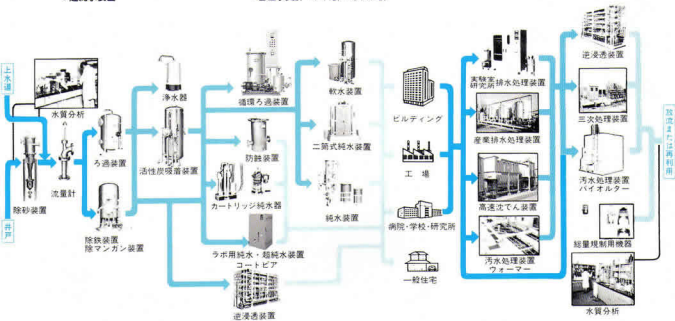 上水道
井戸
水質分析
除砂装置
流量計
ろ過装置
除鉄装置
除マンガン装置
浄水器
活性炭吸着装置
循環ろ過装置
防蝕装置
カートリッジ純水器
ラボ用純水・超純水装置
コートピア
逆浸透装置
軟水装置
二筒式純水装置
純水装置
ビルディング
工場
病院・学校・研究所
一般住宅
実験室
研究所
排水処理装置
産業排水処理装置
高速沈でん装置
汚水処理装置
ウォーマー
逆浸透装置
三次処理装置
汚水処理装置
バイオルター
総量規制用機器
水質分析
放流または再利用